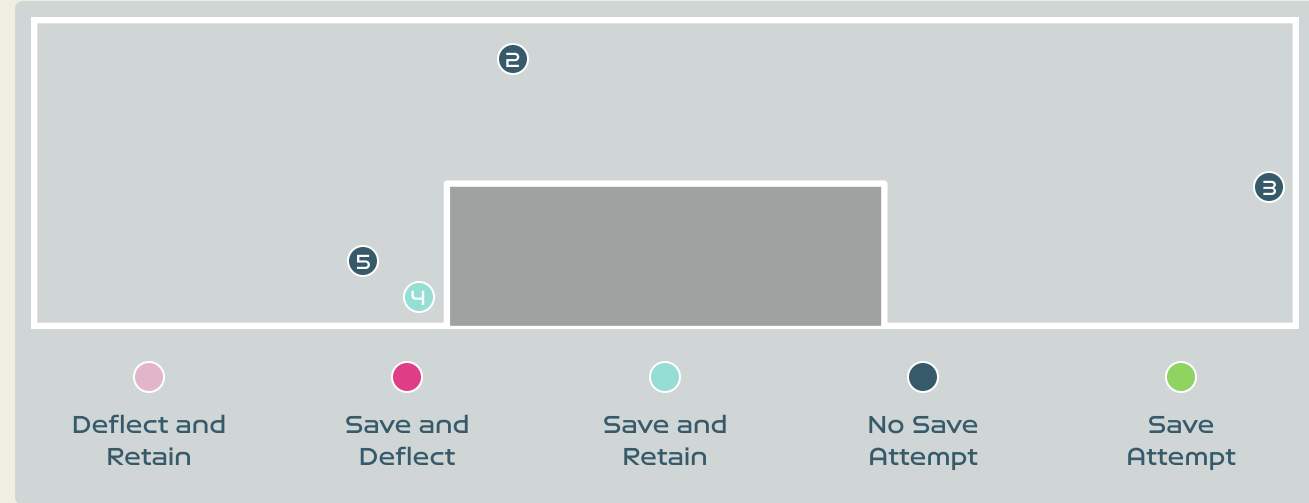 2
3
5
4
Deflect and
Retain
Save and
Deflect
Save and
Retain
No Save
Attempt
Save
Attempt